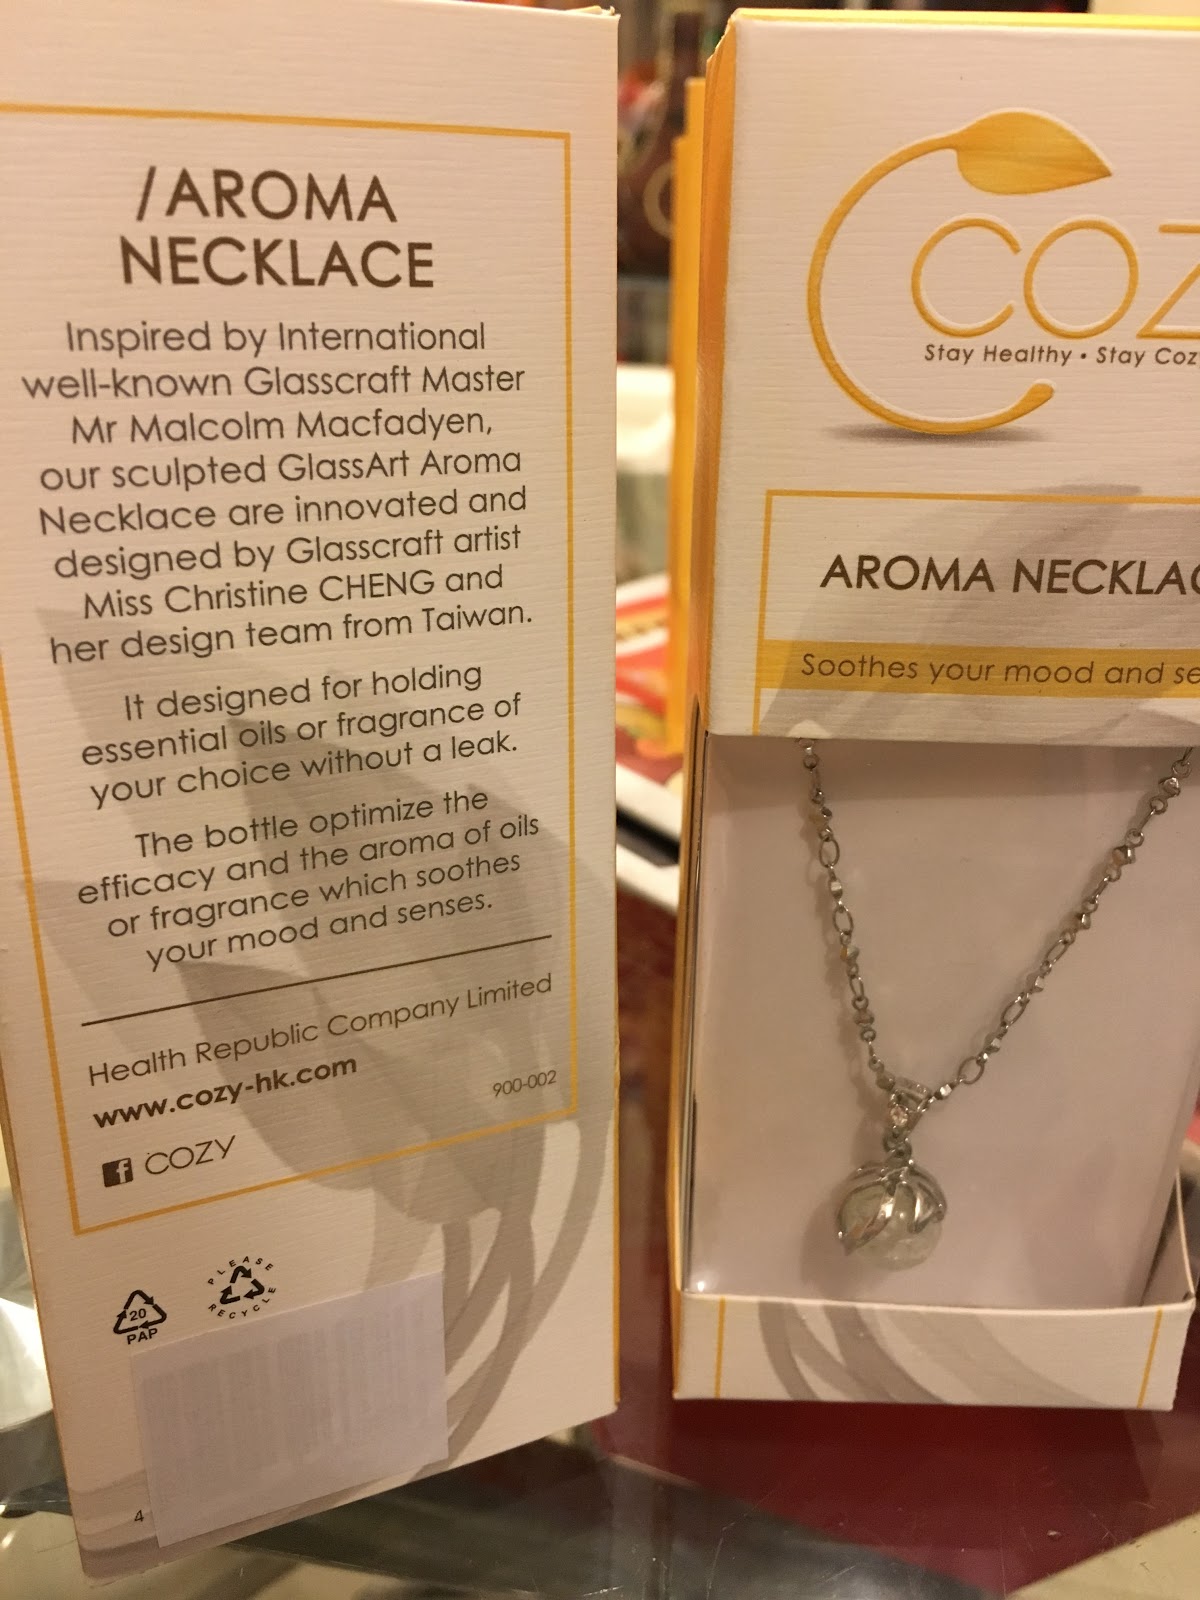 /AROMA
NECKLACE
Inspired by International
well-known Glasscraft Master
Mr Malcolm Macfadyen,
our sculpted GlassArt Aroma
Necklace are innovated and
designed by Glasscraft artist
Miss Christine CHENG and
her design team from Taiwan.
It designed for holding
essential oils or fragrance of
your choice without a leak.
The bottle optimize the
efficacy and the aroma of oils
or fragrance which soothes
your mood and senses.
Health Republic Company Limited
www.cozy-hk.com
900-002
f COZY
20
PAP
PLEASE
RECYCLE
4
COZ
Stay Healthy • Stay Coz
AROMA NECKLAC
Soothes your mood and se